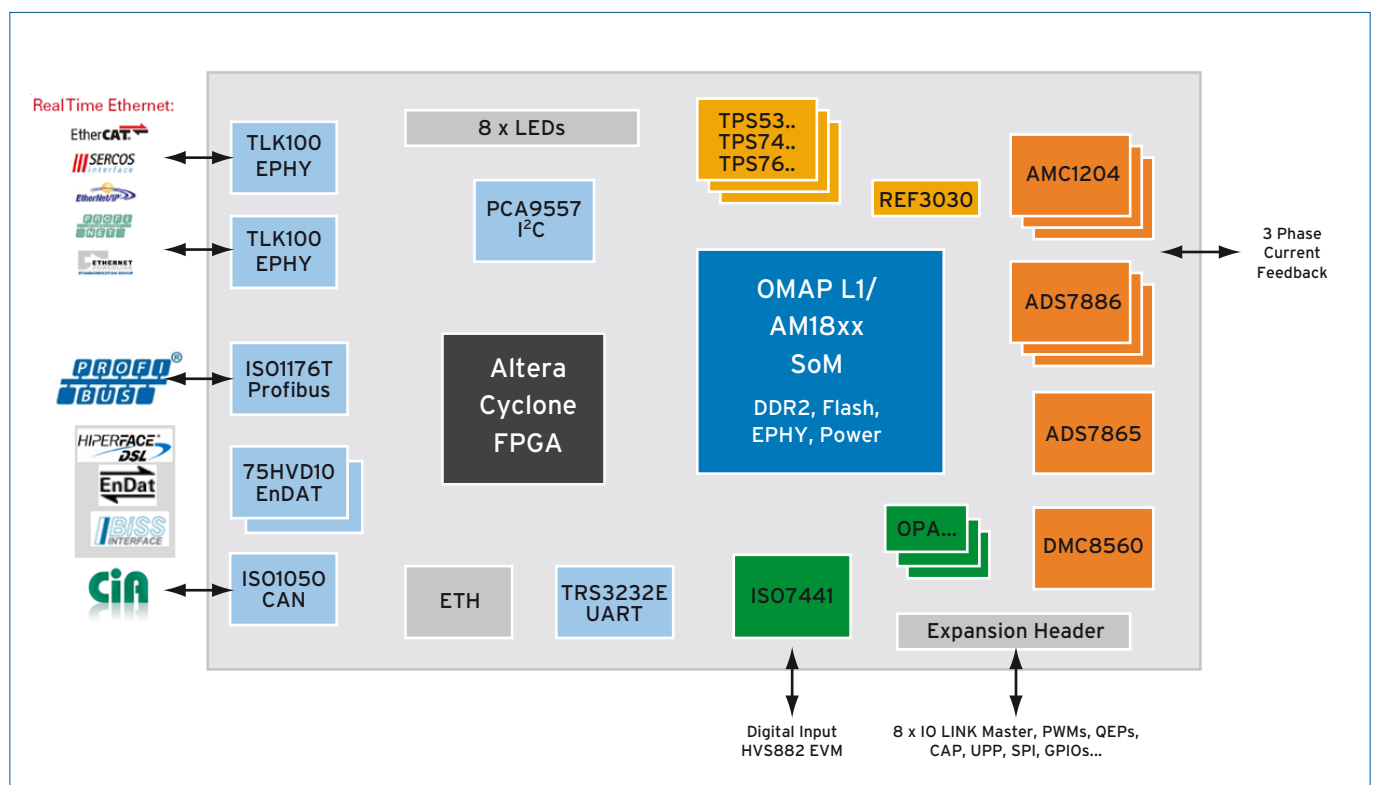 RealTime Ethernet:
EtherCAT.
SERCOS
interface
EtherNet/IP
PROFI
NET
ETHERNET
POWERLINK
PROFI®
BUS
HIPERFACE
DSL
EnDat
BiSS
INTERFACE
CiA
TLK100
EPHY
TLK100
EPHY
ISO1176T
Profibus
75HVD10
EnDAT
ISO1050
CAN
8 x LEDs
PCA9557
I²C
Altera
Cyclone
FPGA
ETH
TRS3232E
UART
TPS53..
TPS74..
TPS76..
REF3030
OMAP L1/
AM18xx
SoM
DDR2, Flash,
EPHY, Power
OPA...
ISO7441
Expansion Header
AMC1204
ADS7886
ADS7865
DMC8560
3 Phase
Current
Feedback
Digital Input
HVS882 EVM
8 x IO LINK Master, PWMs, QEPs,
CAP, UPP, SPI, GPIOs...